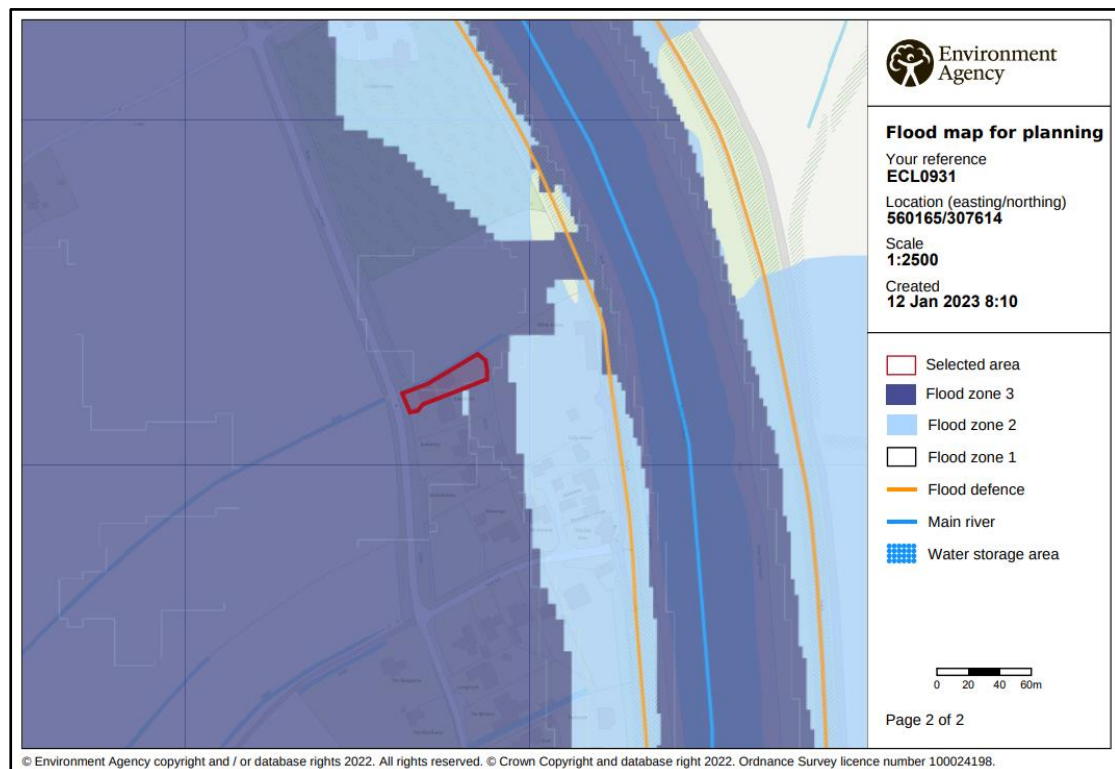 Environment
Agency
Flood map for planning
Your reference
ECL0931
Location (easting/northing)
560165/307614
Scale
1:2500
Created
12 Jan 2023 8:10
Selected area
Flood zone 3
Flood zone 2
Flood zone 1
Flood defence
Main river
Water storage area
0 20 40 60m
Page 2 of 2
© Environment Agency copyright and / or database rights 2022. All rights reserved. © Crown Copyright and database right 2022. Ordnance Survey licence number 100024198.